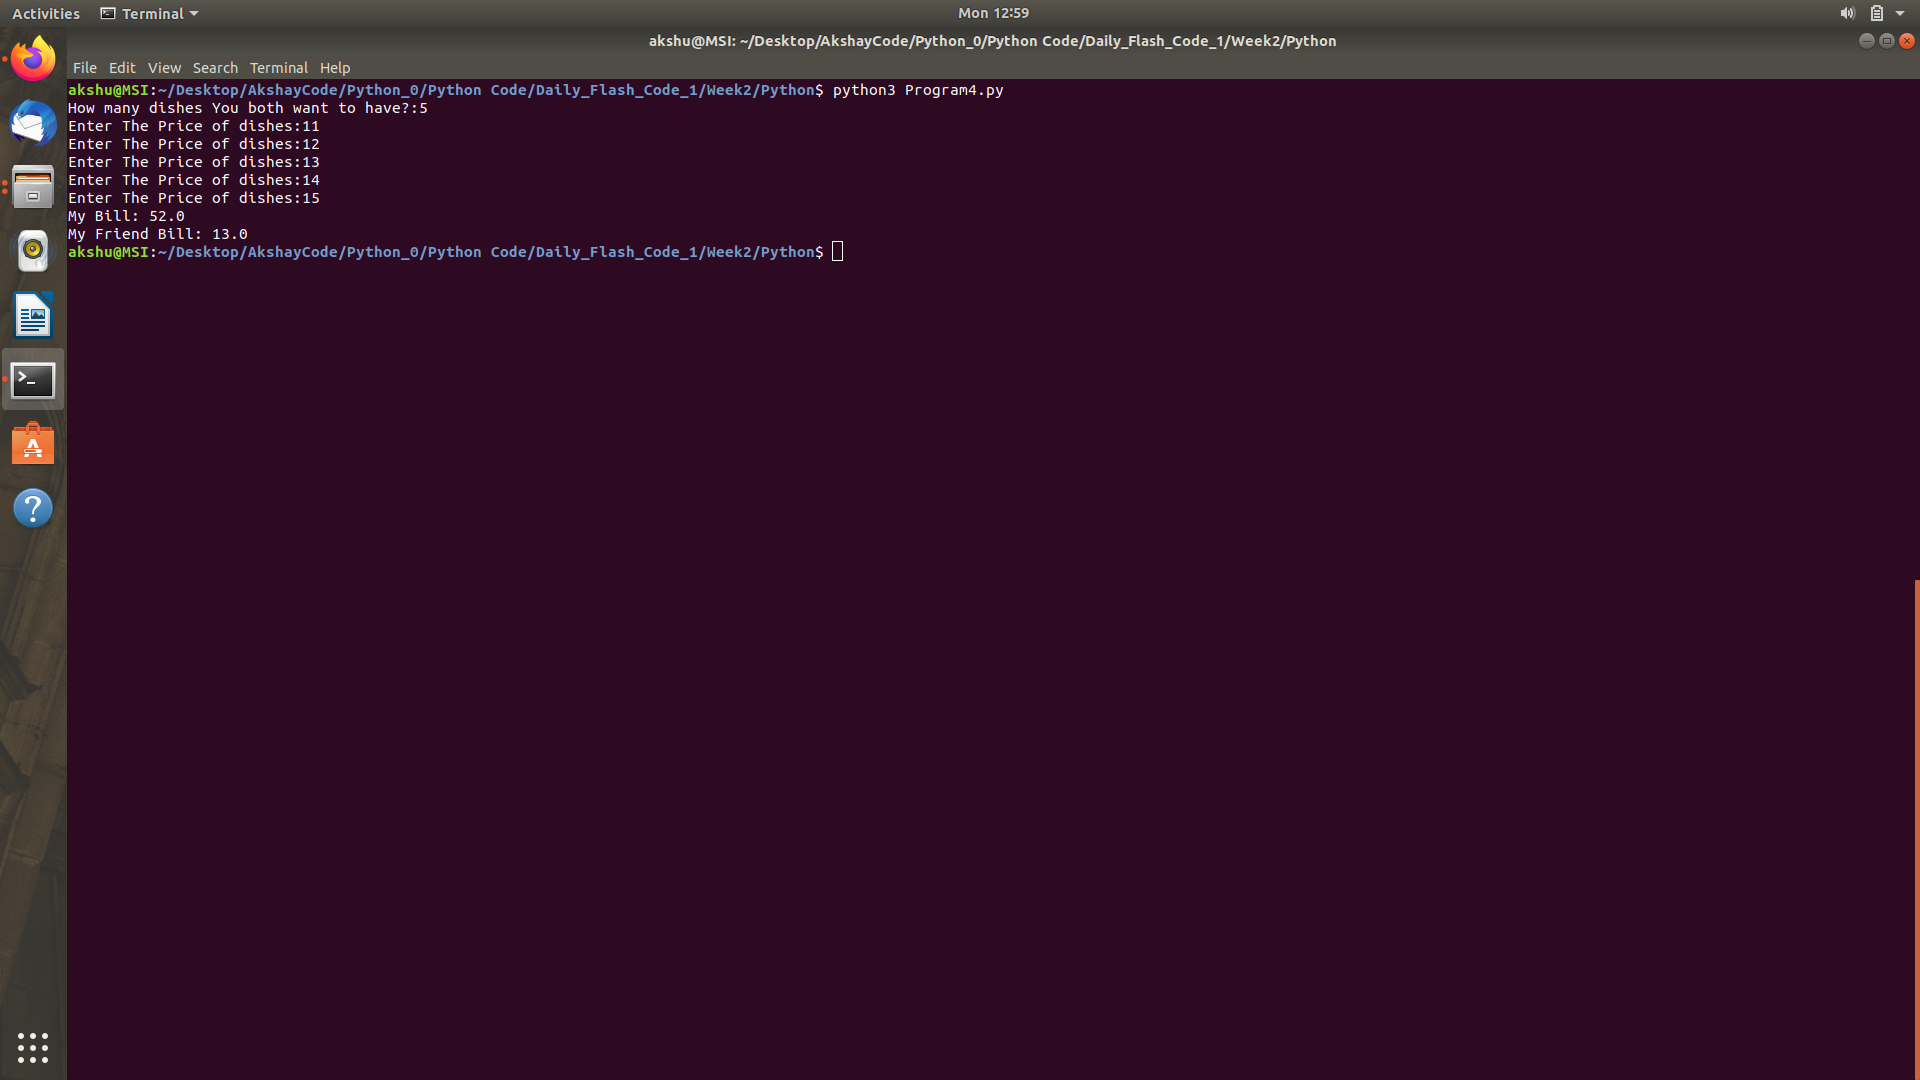 Activities Terminal Mon 12:59
akshu@MSI: ~/Desktop/AkshayCode/Python_0/Python Code/Daily_Flash_Code_1/Week2/Python
File Edit View Search Terminal Help
akshu@MSI:~/Desktop/AkshayCode/Python_0/Python Code/Daily_Flash_Code_1/Week2/Python$ python3 Program4.py
How many dishes You both want to have?:5
Enter The Price of dishes:11
Enter The Price of dishes:12
Enter The Price of dishes:13
Enter The Price of dishes:14
Enter The Price of dishes:15
My Bill: 52.0
My Friend Bill: 13.0
akshu@MSI:~/Desktop/AkshayCode/Python_0/Python Code/Daily_Flash_Code_1/Week2/Python$